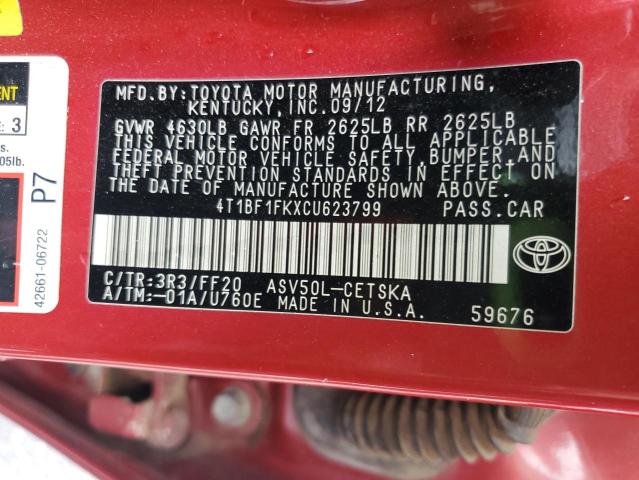 MFD.BY:TOYOTA MOTOR MANUFACTURING,
KENTUCKY, INC.09/12
GVWR 4630LB GAWR FR 2625LB RR 2625LB
THIS VEHICLE CONFORMS TO ALL APPLICABLE
FEDERAL MOTOR VEHICLE SAFETY, BUMPER, AND
THEFT PREVENTION STANDARDS IN EFFECT ON
THE DATE OF MANUFACTURE SHOWN ABOVE.
4T1BF1FKXCU623799 PASS.CAR
C/TR:3R3/FF20 ASV50L-CETSKA
A/TM:-01A/U760E MADE IN U.S.A. 59676
3
05lb.
P7
42661-06722